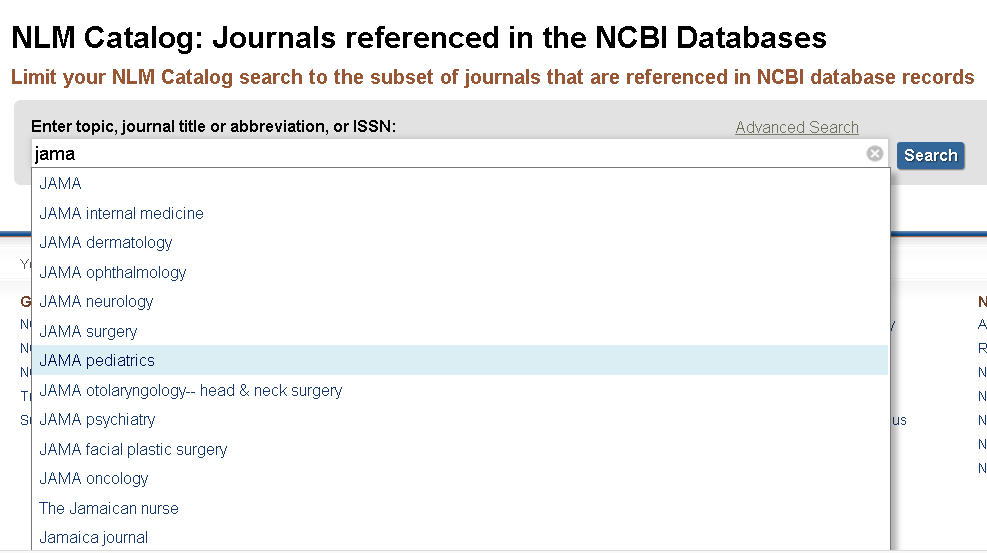 NLM Catalog: Journals referenced in the NCBI Databases
Limit your NLM Catalog search to the subset of journals that are referenced in NCBI database records
Enter topic, journal title or abbreviation, or ISSN:
Advanced Search
jama
Search
JAMA
JAMA internal medicine
JAMA dermatology
JAMA ophthalmology
JAMA neurology
JAMA surgery
JAMA pediatrics
JAMA otolaryngology-- head & neck surgery
JAMA psychiatry
JAMA facial plastic surgery
JAMA oncology
The Jamaican nurse
Jamaica journal
us